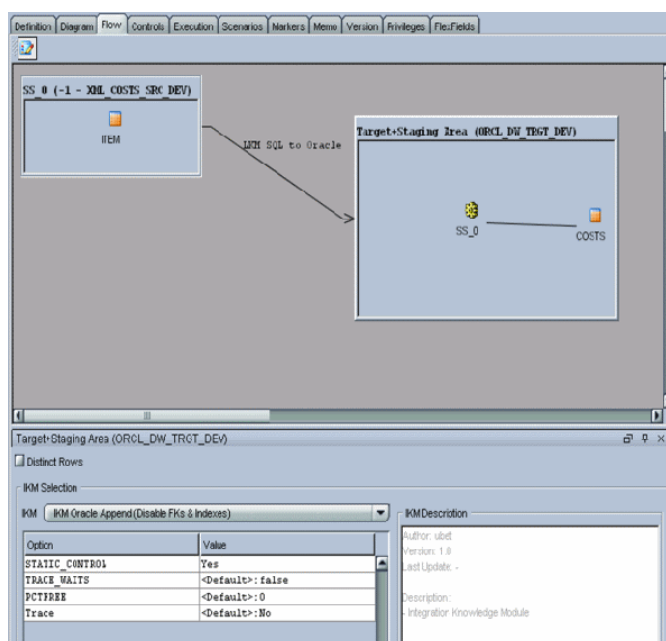 Definition Diagram Flow Controls Execution Scenarios Markers Memo Version Privileges FlexFields
SS_0 (-1 - XML_COSTS_SRC_DEV)
ITEM
LKM SQL to Oracle
Target+Staging Area (ORCL_DW_TRGT_DEV)
SS_0
COSTS
Target+Staging Area (ORCL_DW_TRGT_DEV)
Distinct Rows
IKM Selection
IKM IKM Oracle Append (Disable FKs & Indexes)
Option Value
STATIC_CONTROL Yes
TRACE_WAITS <Default>:false
PCTFREE <Default>:0
Trace <Default>:No
IKM Description
Author: ubet
Version: 1.0
Last Update: -
Description:
- Integration Knowledge Module